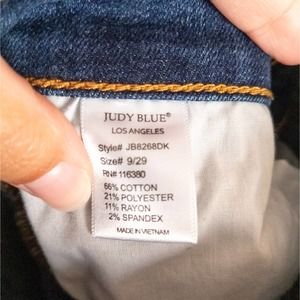 JUDY BLUE®
LOS ANGELES
Style# JB8268DK
Size# 9/29
RN# 116380
66% COTTON
21% POLYESTER
11% RAYON
2% SPANDEX
MADE IN VIETNAM